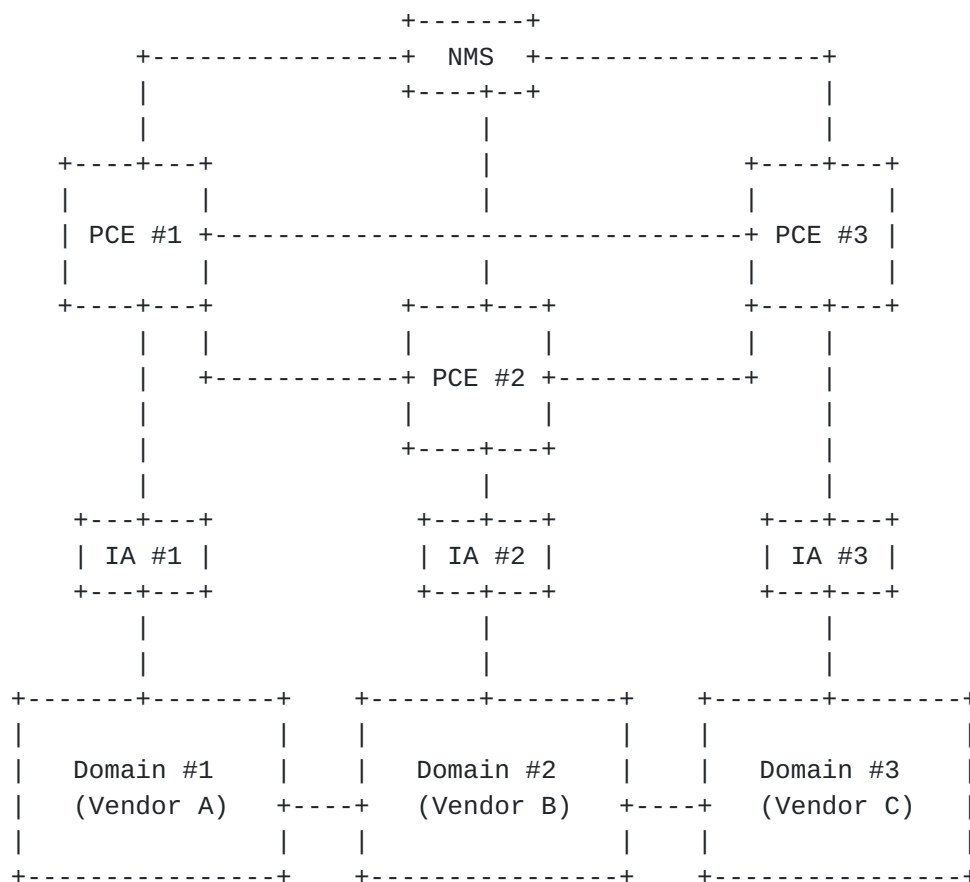 NMS
PCE #1 PCE #3
PCE #2
IA #1 IA #2 IA #3
Domain #1 Domain #2 Domain #3
(Vendor A) (Vendor B) (Vendor C)